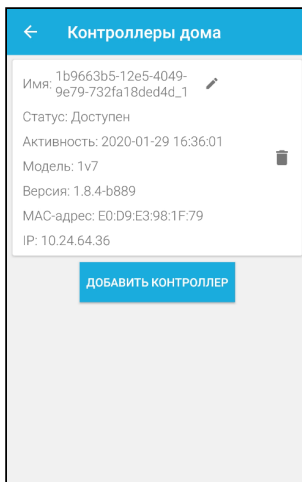 Контроллеры дома
Имя: 1b9663b5-12e5-4049-
9e79-732fa18ded4d_1
Статус: Доступен
Активность: 2020-01-29 16:36:01
Модель: 1v7
Версия: 1.8.4-b889
MAC-адрес: E0:D9:E3:98:1F:79
IP: 10.24.64.36
ДОБАВИТЬ КОНТРОЛЛЕР